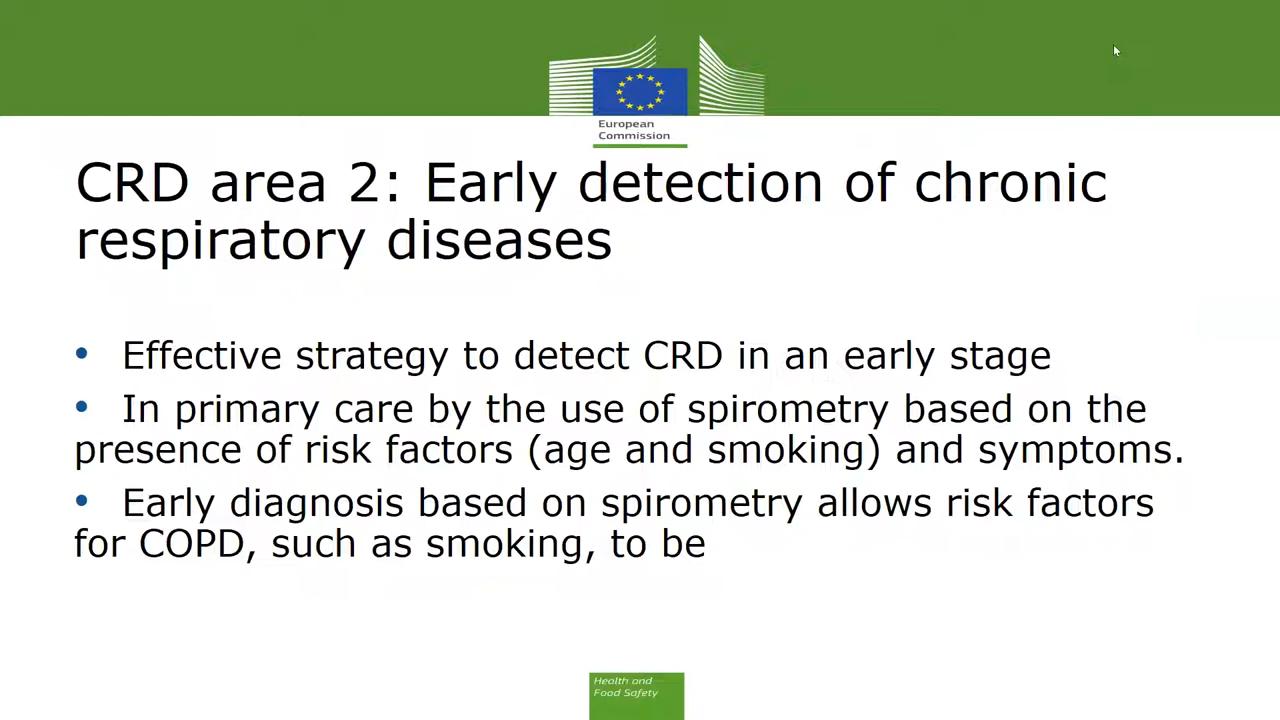 European
Commission
CRD area 2: Early detection of chronic
respiratory diseases
• Effective strategy to detect CRD in an early stage
• In primary care by the use of spirometry based on the
presence of risk factors (age and smoking) and symptoms.
• Early diagnosis based on spirometry allows risk factors
for COPD, such as smoking, to be
Health and
Food Safety